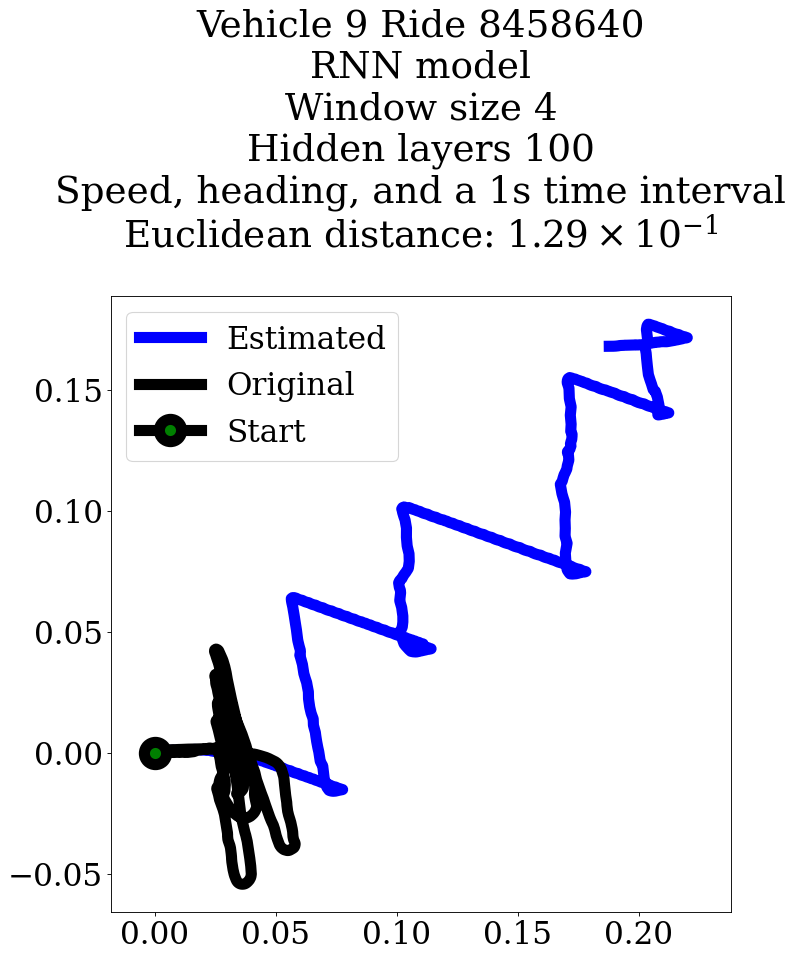 Vehicle 9 Ride 8458640
RNN model
Window size 4
Hidden layers 100
Speed, heading, and a 1s time interval
Euclidean distance: 1.29 × 10⁻¹
Estimated
Original
Start
0.15
0.10
0.05
0.00
−0.05
0.00 0.05 0.10 0.15 0.20